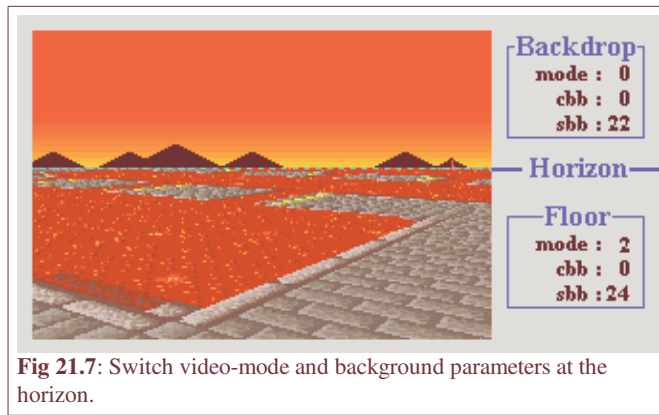 Backdrop
mode : 0
cbb : 0
sbb : 22
Horizon
Floor
mode : 2
cbb : 0
sbb : 24
Fig 21.7: Switch video-mode and background parameters at the
horizon.